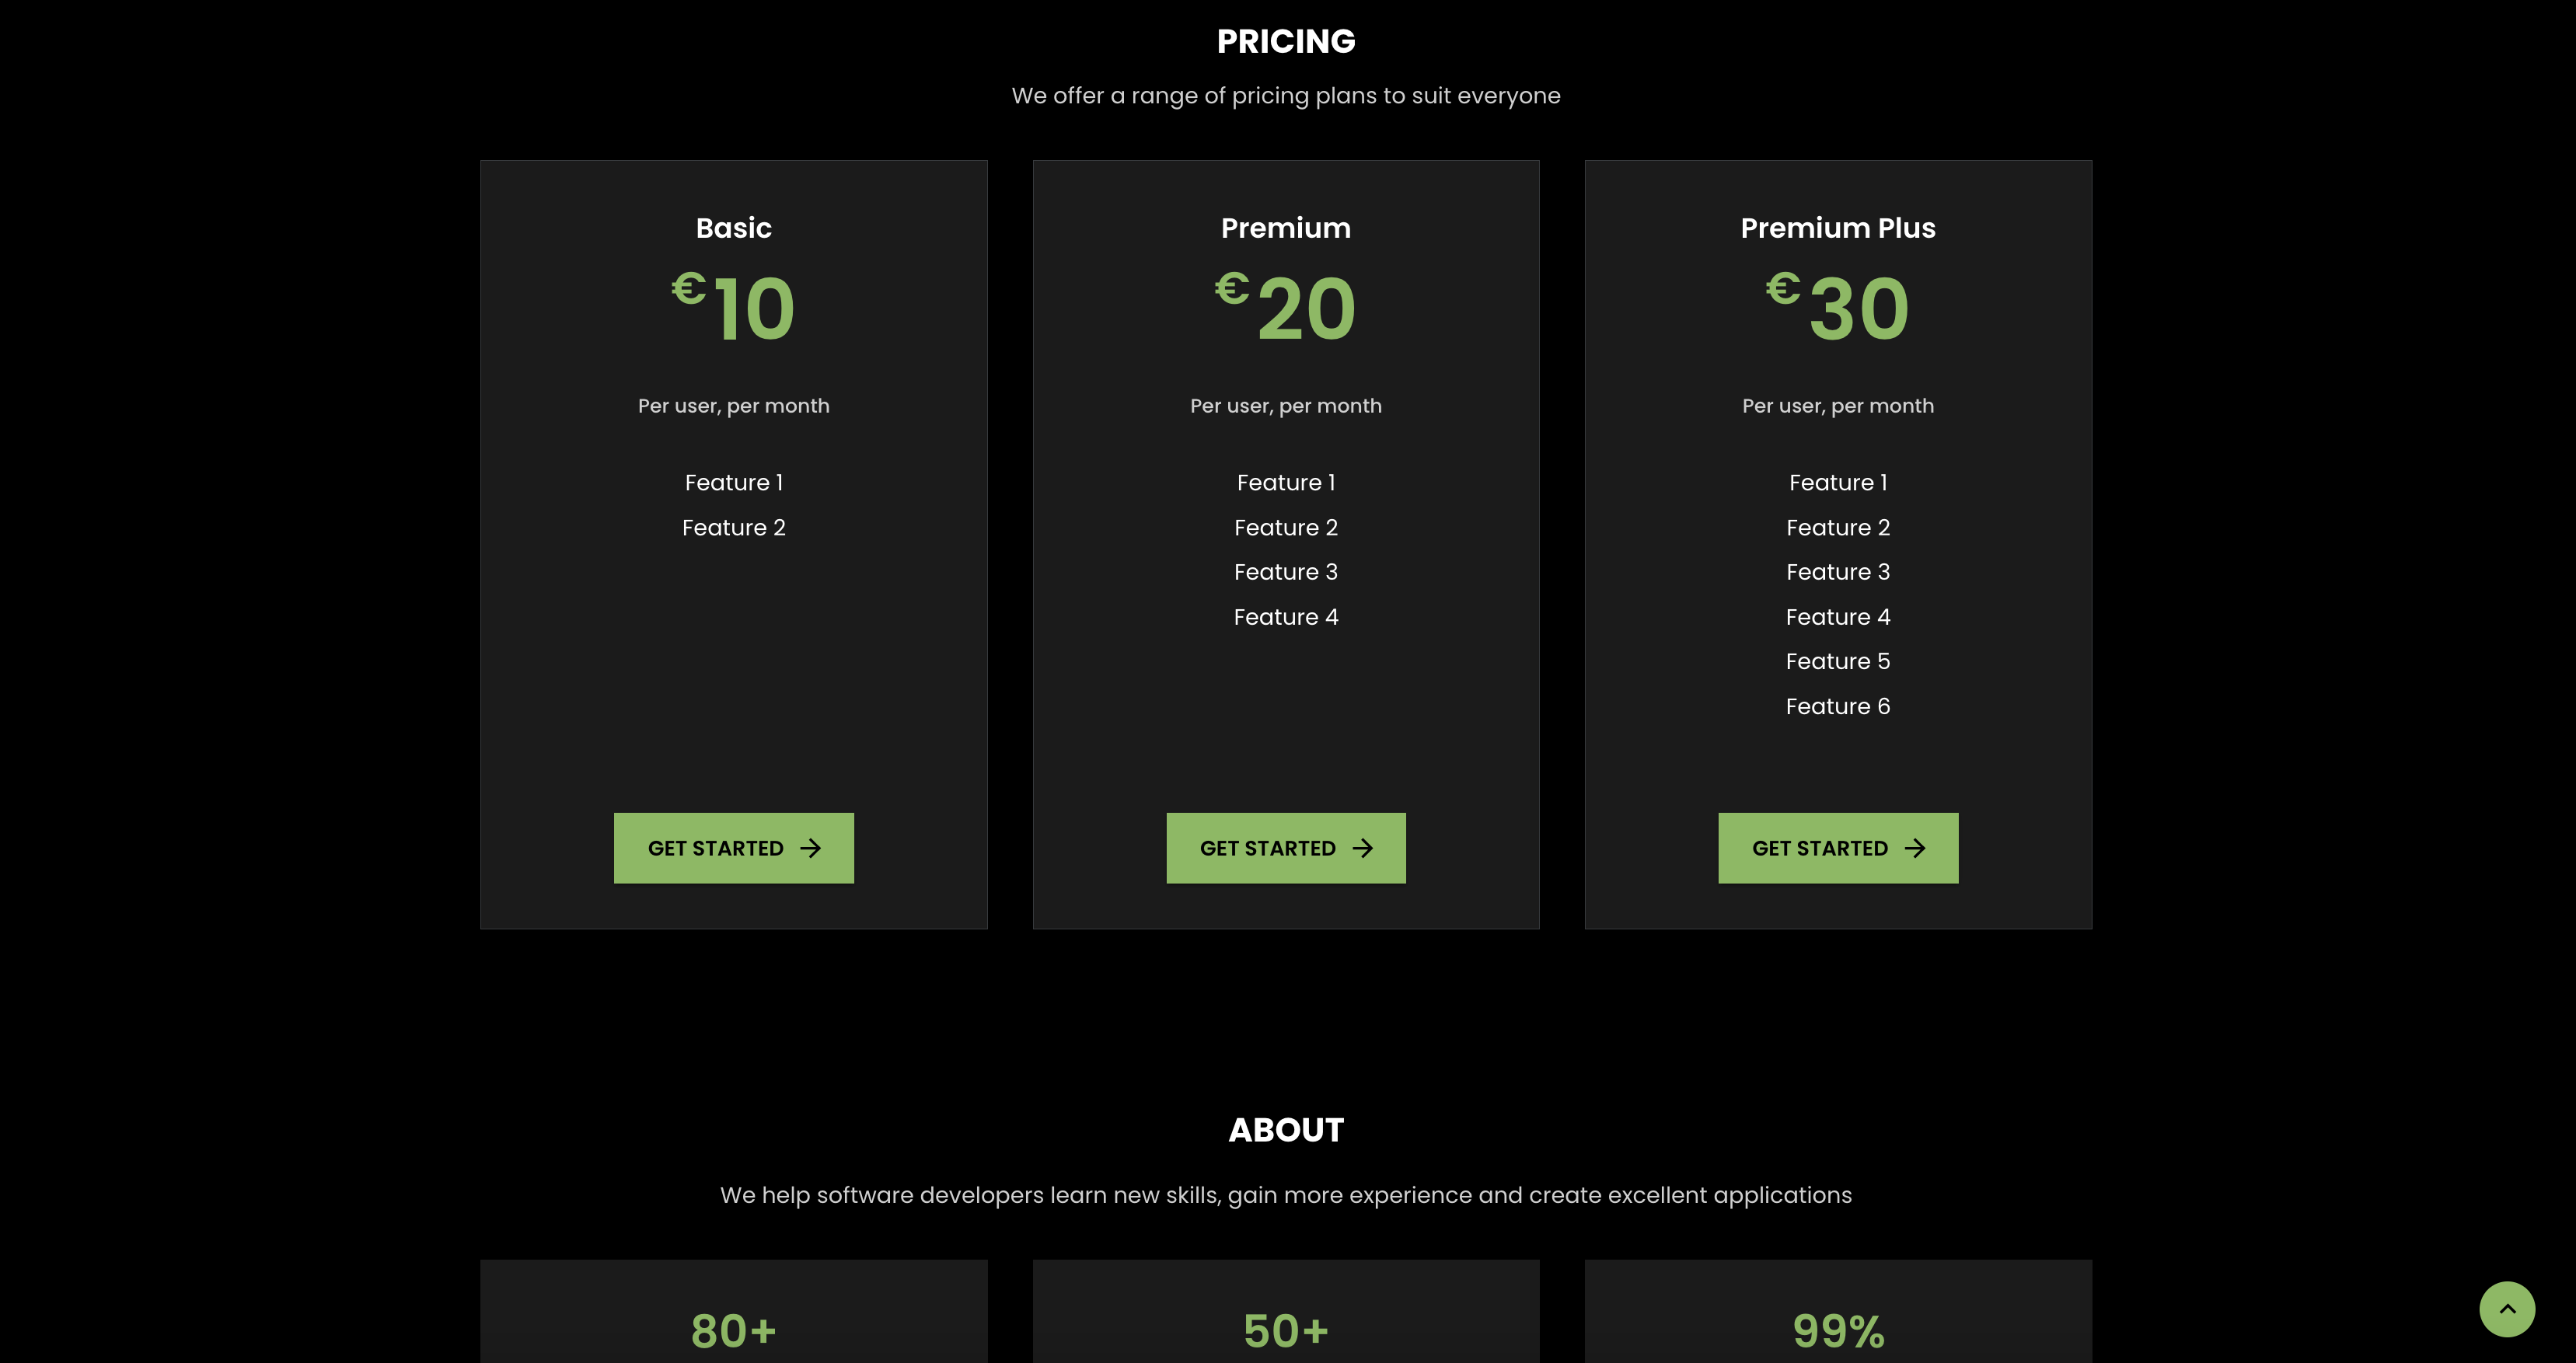 PRICING
We offer a range of pricing plans to suit everyone
Basic
€10
Per user, per month
Feature 1
Feature 2
GET STARTED
Premium
€20
Per user, per month
Feature 1
Feature 2
Feature 3
Feature 4
GET STARTED
Premium Plus
€30
Per user, per month
Feature 1
Feature 2
Feature 3
Feature 4
Feature 5
Feature 6
GET STARTED
ABOUT
We help software developers learn new skills, gain more experience and create excellent applications
80+
50+
99%